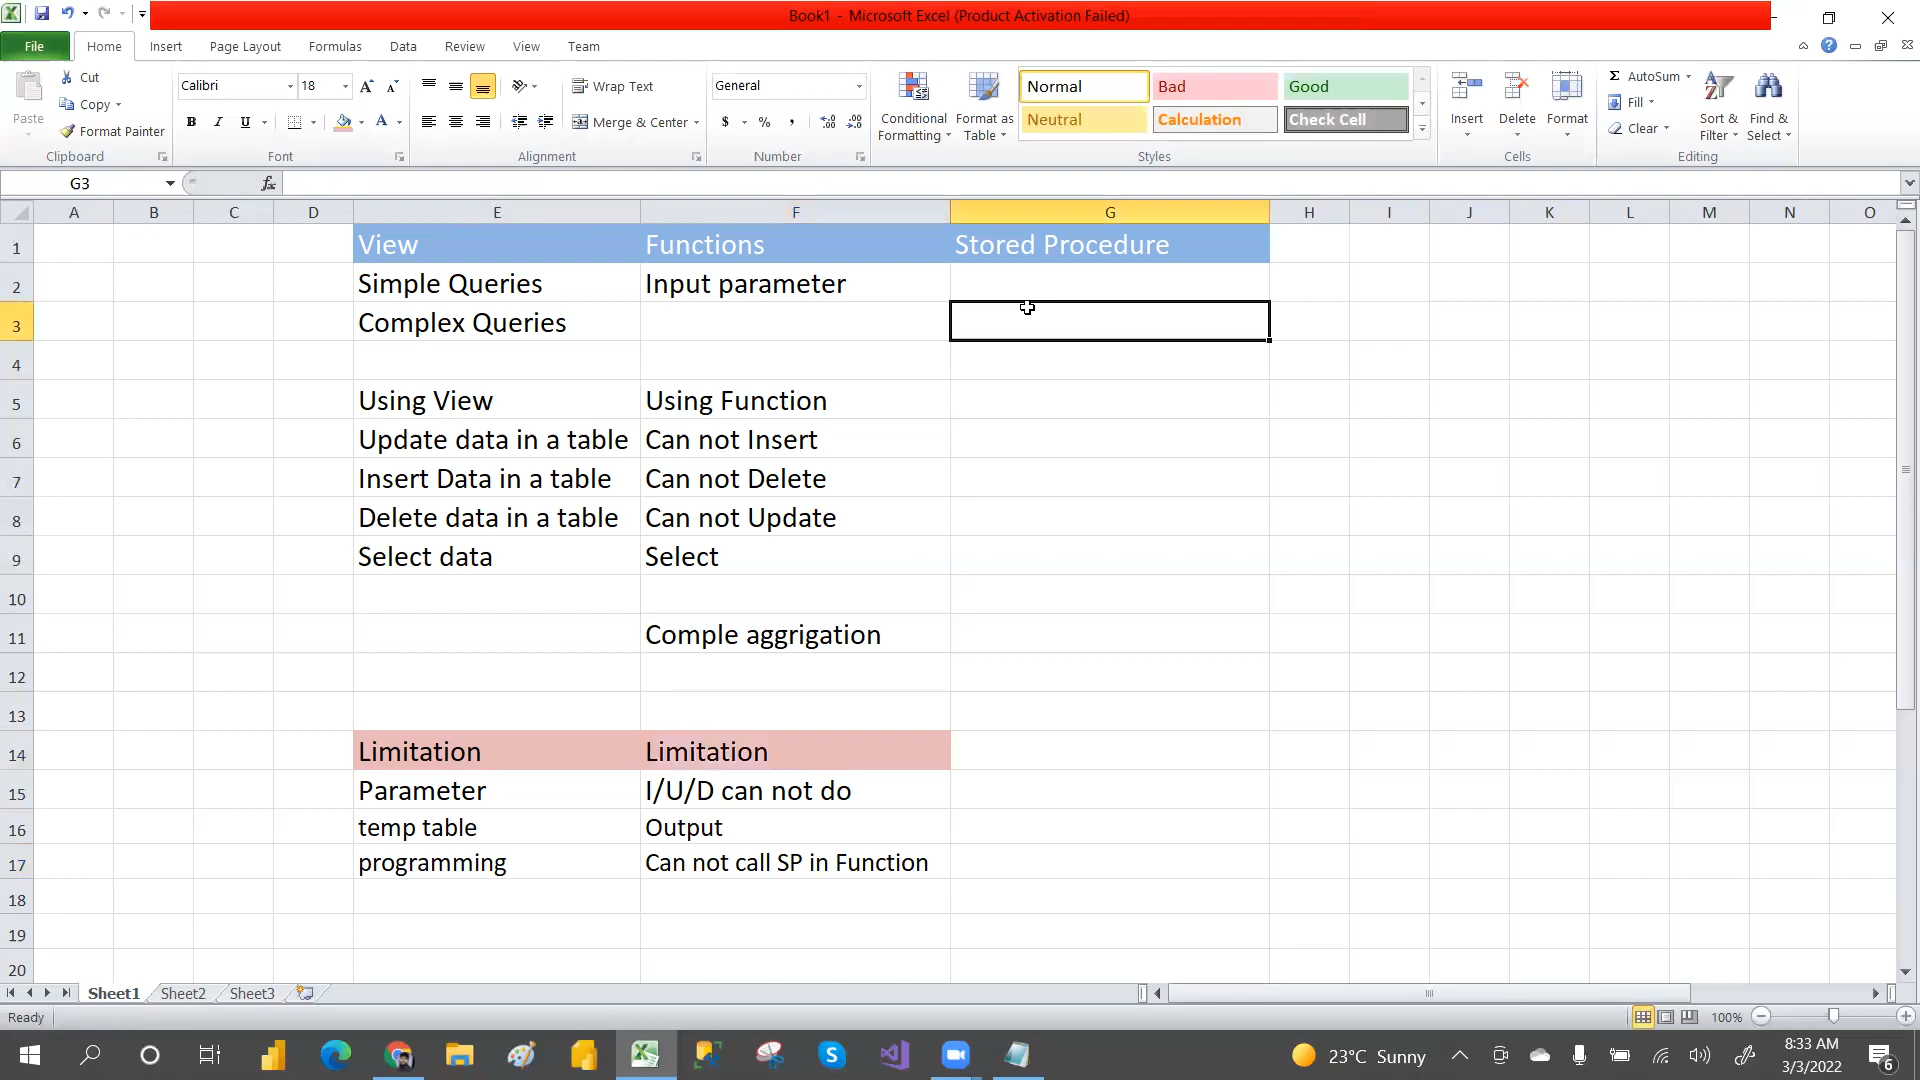 Book1 - Microsoft Excel (Product Activation Failed)
File Home Insert Page Layout Formulas Data Review View Team
Paste
Cut
Copy
Format Painter
Clipboard
Calibri 18
B I U
Font
Wrap Text
Merge & Center
Alignment
General
$ % ,
Number
Conditional Formatting
Format as Table
Normal Bad Good
Neutral Calculation Check Cell
Styles
Insert Delete Format
Cells
Σ AutoSum
Fill
Clear
Sort & Filter
Find & Select
Editing
G3 fx
A B C D E F G H I J K L M N O
1 View Functions Stored Procedure
2 Simple Queries Input parameter
3 Complex Queries
4
5 Using View Using Function
6 Update data in a table Can not Insert
7 Insert Data in a table Can not Delete
8 Delete data in a table Can not Update
9 Select data Select
10
11 Comple aggrigation
12
13
14 Limitation Limitation
15 Parameter I/U/D can not do
16 temp table Output
17 programming Can not call SP in Function
18
19
20
Sheet1 Sheet2 Sheet3
Ready 100%
23°C Sunny
8:33 AM
3/3/2022
6